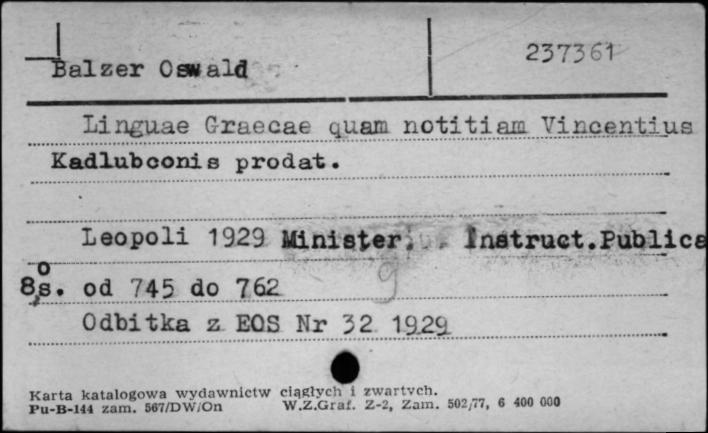 Balzer Oswald
237361
Linguae Graecae quam notitiam Vincentius
Kadlubconis prodat.
Leopoli 1929 Minister. Instruct.Publicae
8º s. od 745 do 762
Odbitka z EOS Nr 32 1929
Karta katalogowa wydawnictw ciągłych i zwartych.
Pu-B-144 zam. 567/DW/On W.Z.Graf. Z-2, Zam. 502/77, 6 400 000